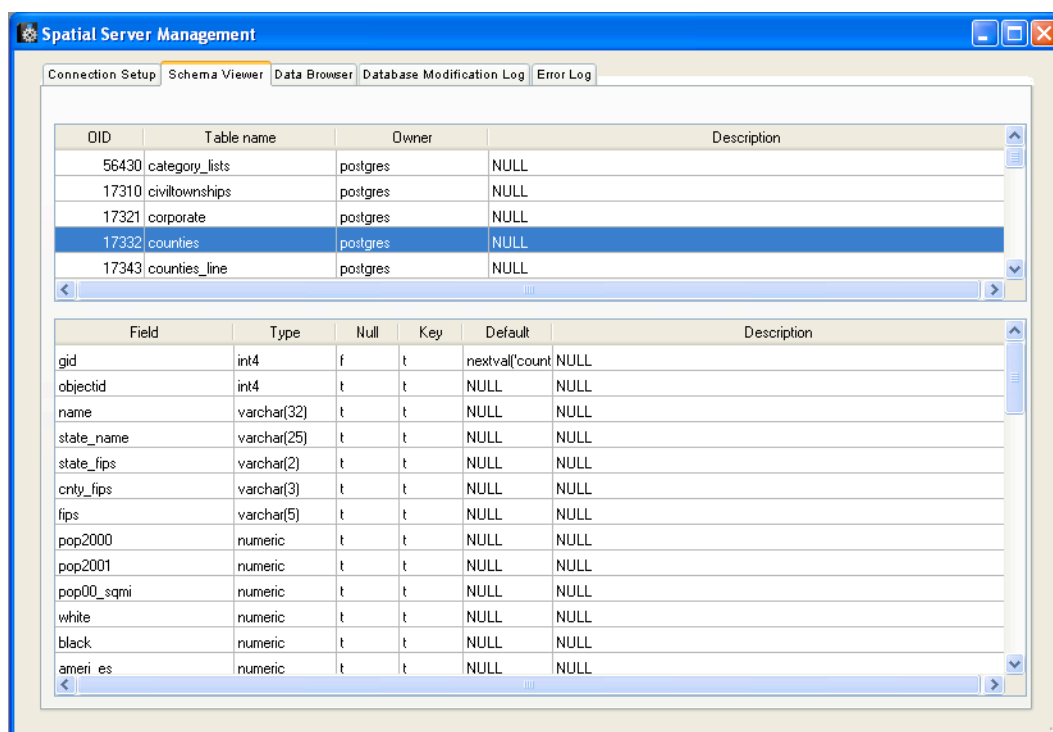 Spatial Server Management
Connection Setup Schema Viewer Data Browser Database Modification Log Error Log
OID Table name Owner Description
56430 category_lists postgres NULL
17310 civiltownships postgres NULL
17321 corporate postgres NULL
17332 counties postgres NULL
17343 counties_line postgres NULL
Field Type Null Key Default Description
gid int4 f t nextval('count NULL
objectid int4 t t NULL NULL
name varchar(32) t t NULL NULL
state_name varchar(25) t t NULL NULL
state_fips varchar(2) t t NULL NULL
cnty_fips varchar(3) t t NULL NULL
fips varchar(5) t t NULL NULL
pop2000 numeric t t NULL NULL
pop2001 numeric t t NULL NULL
pop00_sqmi numeric t t NULL NULL
white numeric t t NULL NULL
black numeric t t NULL NULL
ameri_es numeric t t NULL NULL